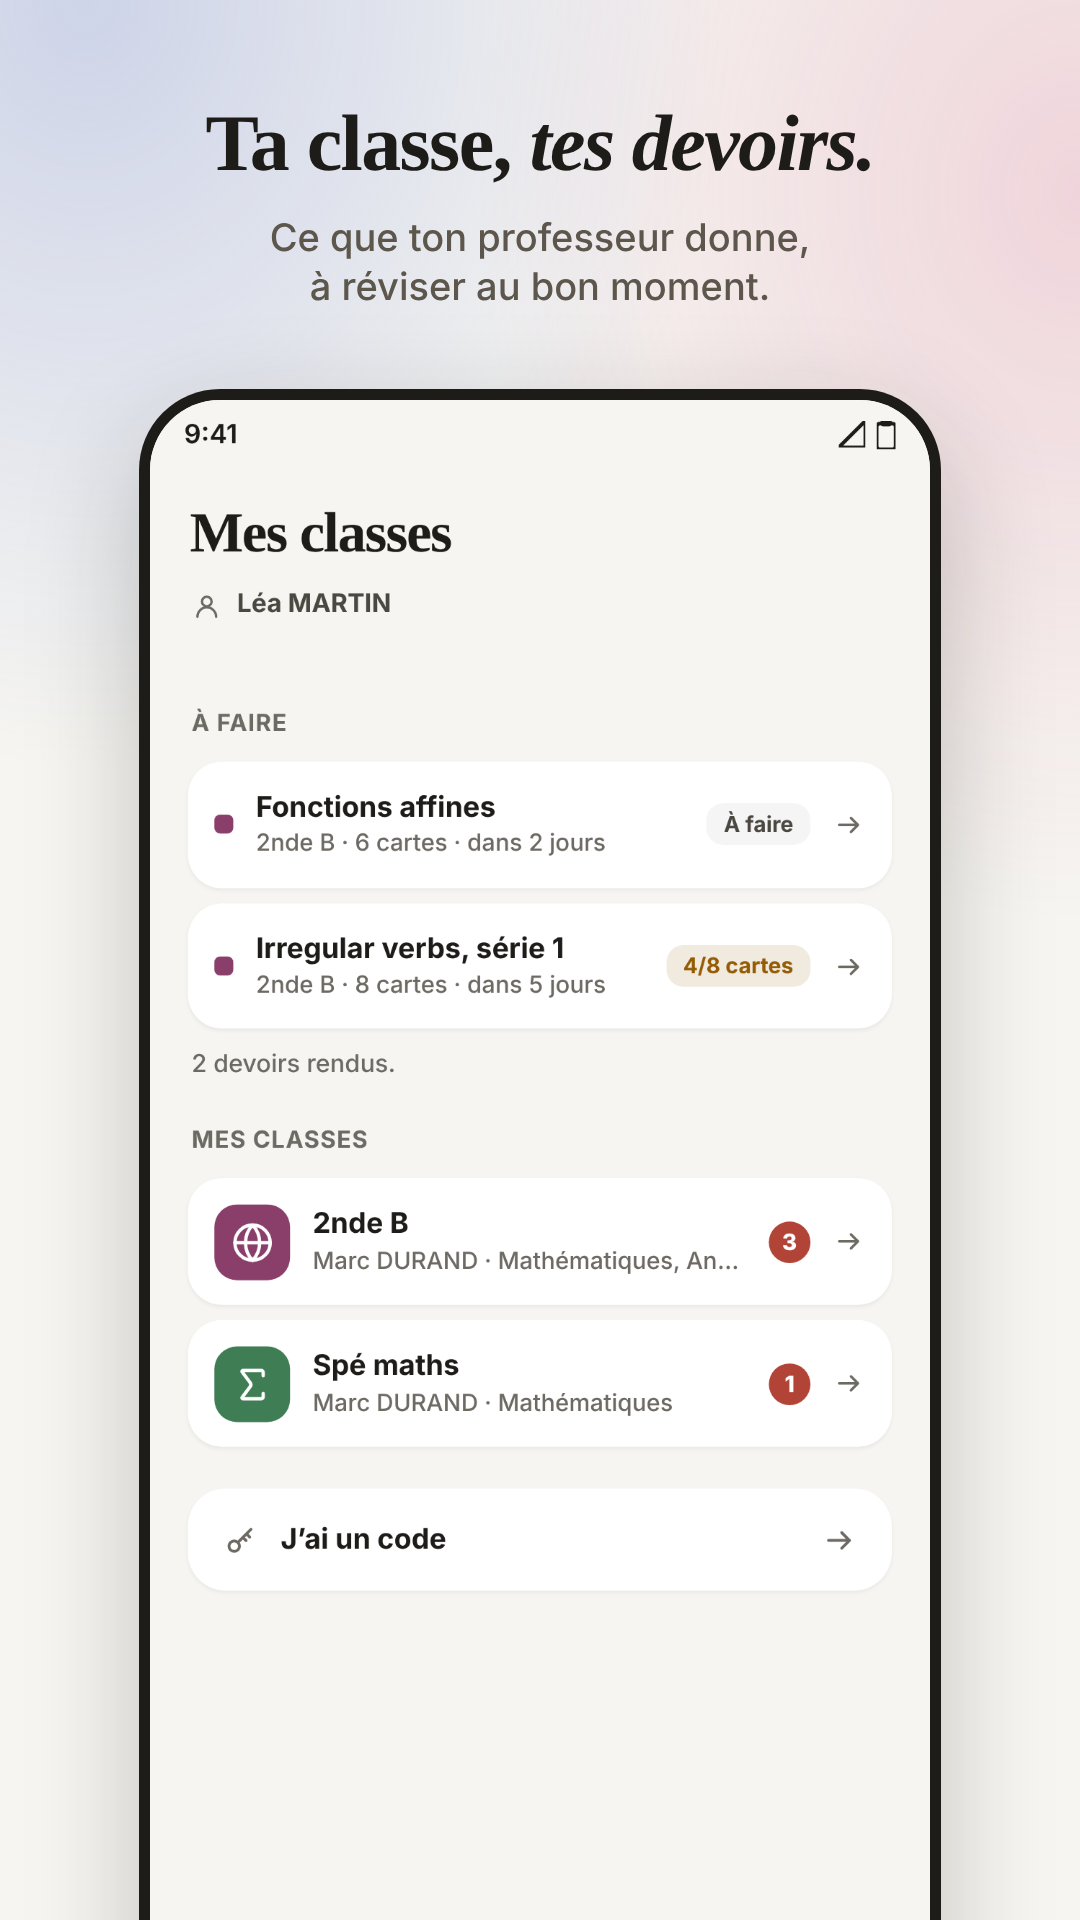 Ta classe, tes devoirs.
Ce que ton professeur donne,
à réviser au bon moment.
9:41
Mes classes
Léa MARTIN
À FAIRE
Fonctions affines
2nde B · 6 cartes · dans 2 jours
À faire
Irregular verbs, série 1
2nde B · 8 cartes · dans 5 jours
4/8 cartes
2 devoirs rendus.
MES CLASSES
2nde B
Marc DURAND · Mathématiques, An...
3
Spé maths
Marc DURAND · Mathématiques
1
J’ai un code